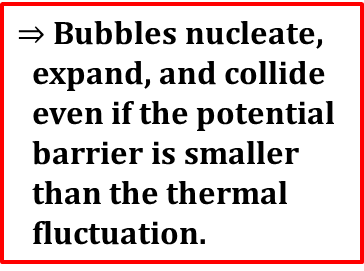 ⇒ Bubbles nucleate,
expand, and collide
even if the potential
barrier is smaller
than the thermal
fluctuation.